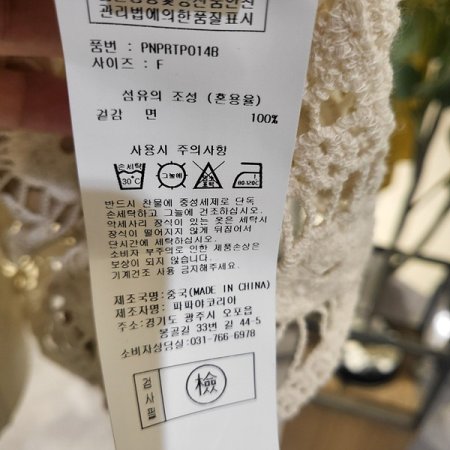 관리법에의한품질표시
품번 : PNPRTP014B
사이즈 : F
섬유의 조성 (혼용율)
겉감 면 100%
사용시 주의사항
손세탁
30℃
그늘에
80-120℃
반드시 찬물에 중성세제로 단독
손세탁하고 그늘에 건조하십시오.
악세사리 장식이 있는 옷은 세탁시
장식이 떨어지지 않게 뒤집어서
단시간에 세탁하십시오.
소비자 부주의로 인한 제품손상은
보상이 되지 않습니다.
기계건조 사용 금지해주세요.
제조국명 : 중국(MADE IN CHINA)
제조자명 : 파파야코리아
주소 : 경기도 광주시 오포읍
봉골길 33번 길 44-5
소비자상담실 : 031-766-6978
검사필
檢